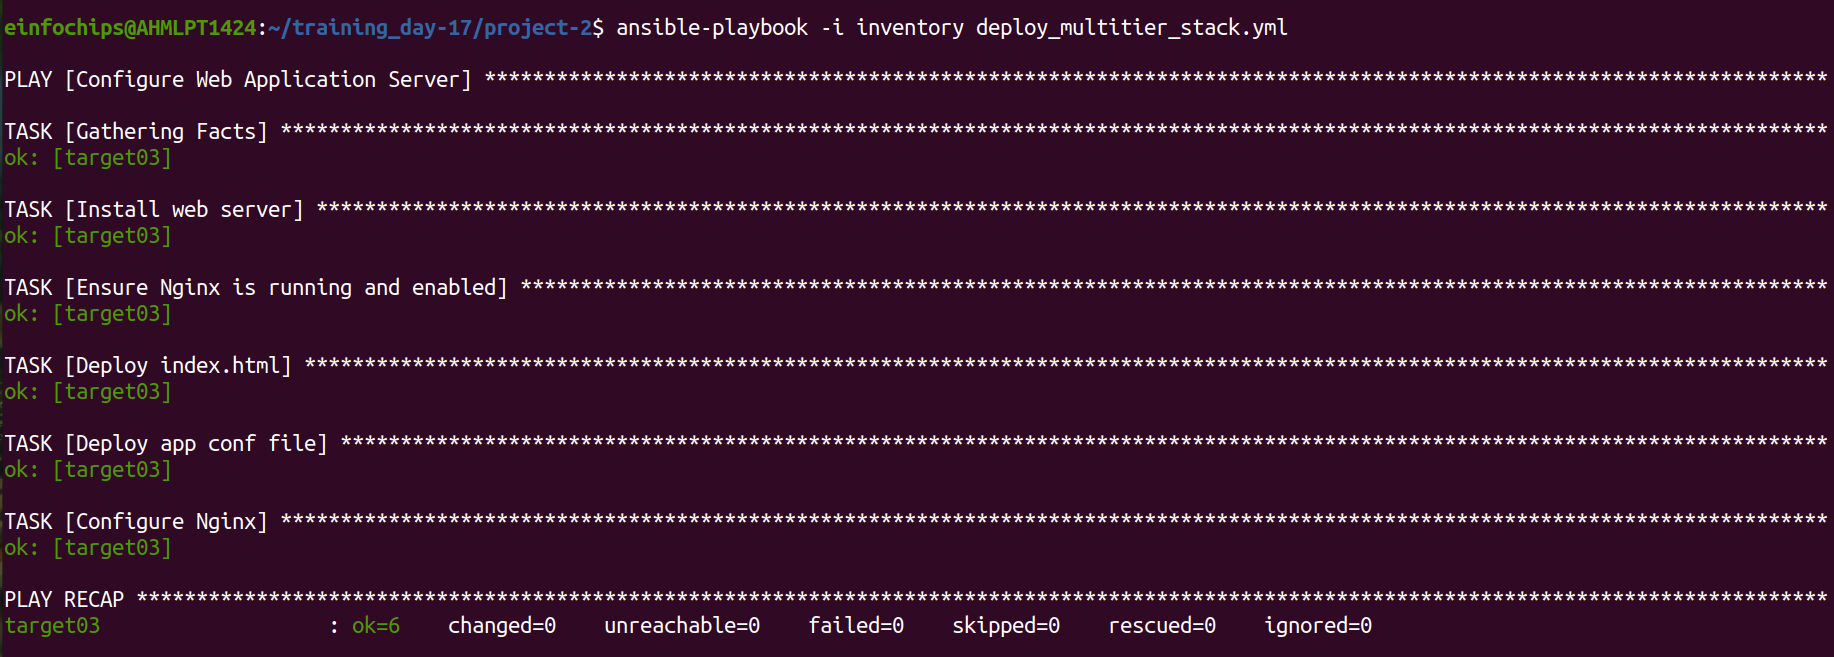 einfochips@AHMLPT1424:~/training_day-17/project-2$ ansible-playbook -i inventory deploy_multitier_stack.yml
PLAY [Configure Web Application Server] ****************************************************************************************************************
TASK [Gathering Facts] *********************************************************************************************************************************
ok: [target03]
TASK [Install web server] ******************************************************************************************************************************
ok: [target03]
TASK [Ensure Nginx is running and enabled] *************************************************************************************************************
ok: [target03]
TASK [Deploy index.html] *******************************************************************************************************************************
ok: [target03]
TASK [Deploy app conf file] ****************************************************************************************************************************
ok: [target03]
TASK [Configure Nginx] *********************************************************************************************************************************
ok: [target03]
PLAY RECAP *********************************************************************************************************************************************
target03                   : ok=6    changed=0    unreachable=0    failed=0    skipped=0    rescued=0    ignored=0